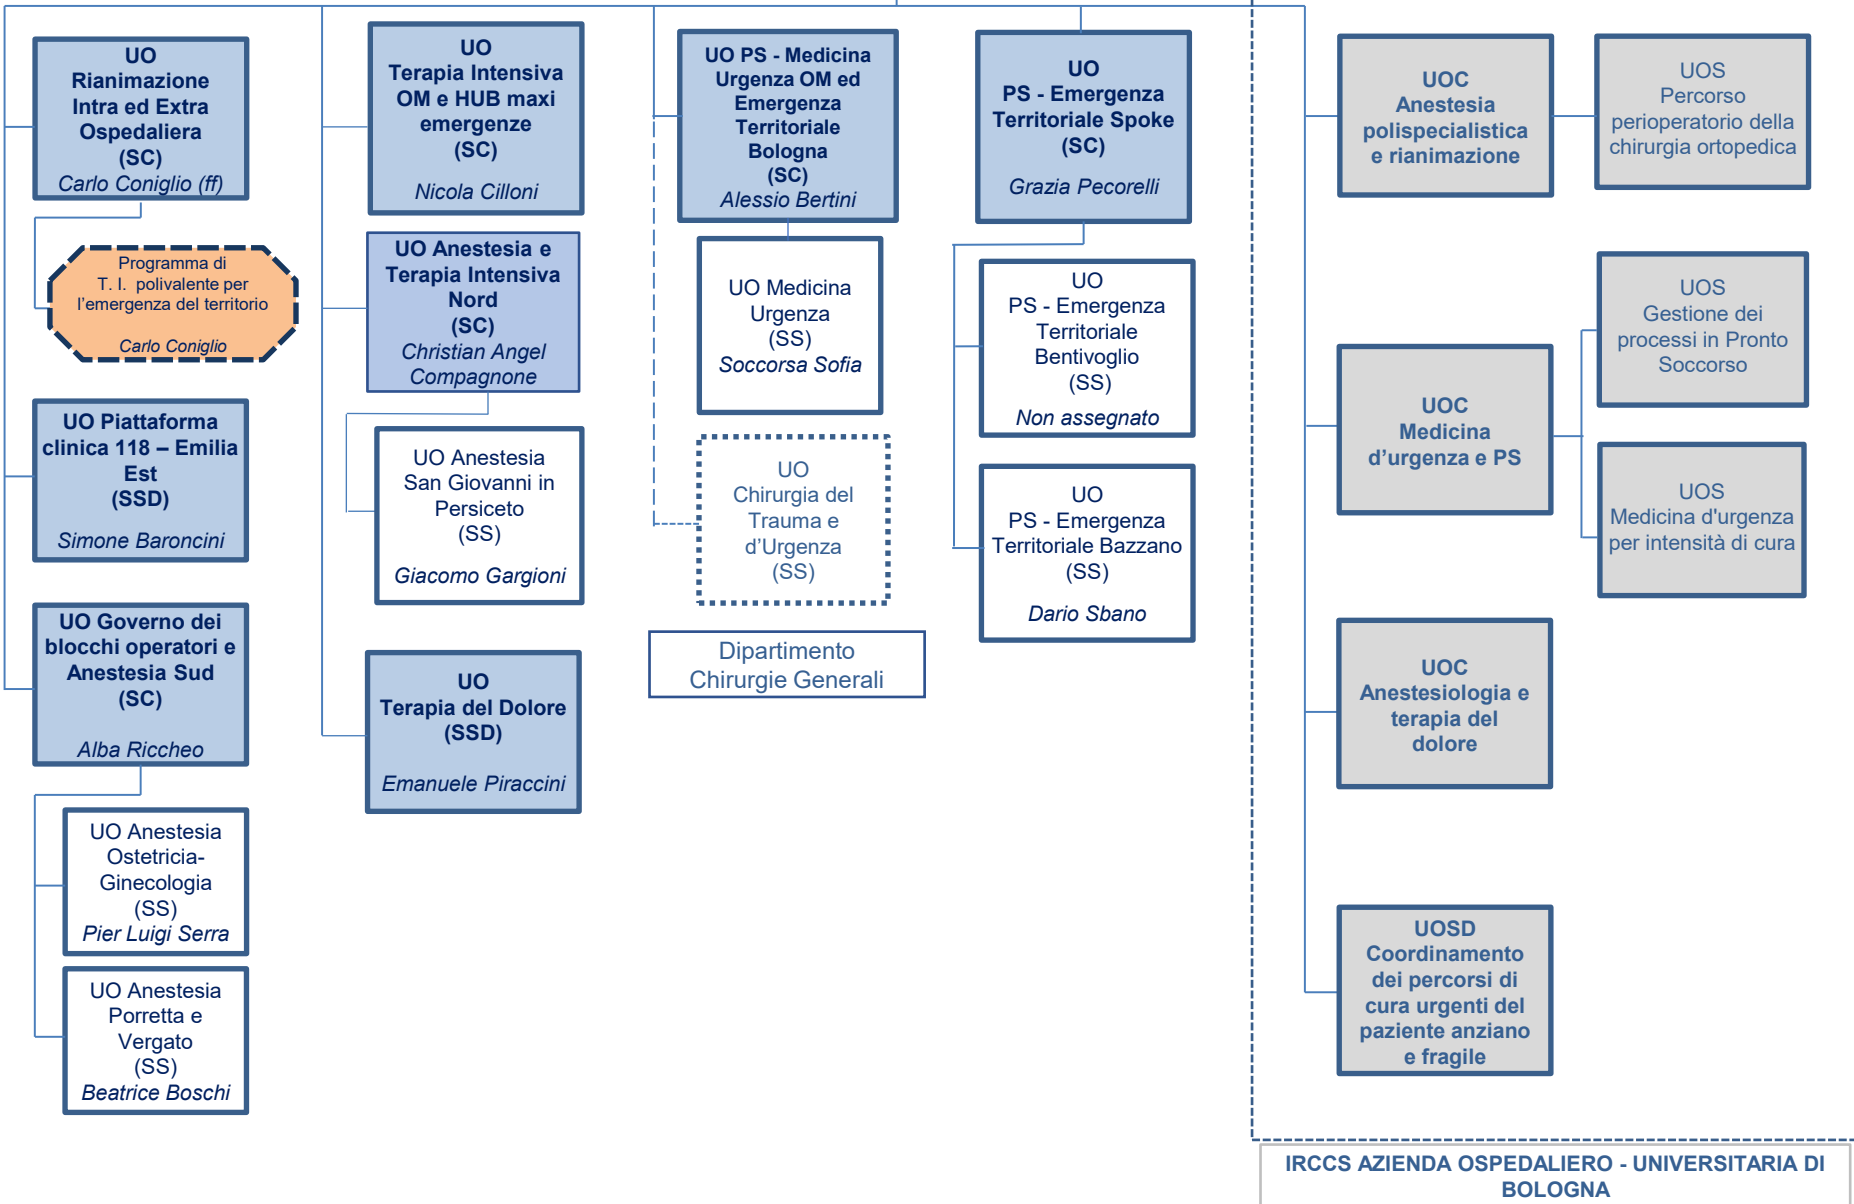 UO
Rianimazione
Intra ed Extra
Ospedaliera
(SC)
Carlo Coniglio (ff)
Programma di
T. I. polivalente per
l'emergenza del territorio
Carlo Coniglio
UO Piattaforma
clinica 118 – Emilia
Est
(SSD)
Simone Baroncini
UO Governo dei
blocchi operatori e
Anestesia Sud
(SC)
Alba Riccheo
UO Anestesia
Ostetricia-
Ginecologia
(SS)
Pier Luigi Serra
UO Anestesia
Porretta e
Vergato
(SS)
Beatrice Boschi
UO
Terapia Intensiva
OM e HUB maxi
emergenze
(SC)
Nicola Cilloni
UO Anestesia e
Terapia Intensiva
Nord
(SC)
Christian Angel
Compagnone
UO Anestesia
San Giovanni in
Persiceto
(SS)
Giacomo Gargioni
UO
Terapia del Dolore
(SSD)
Emanuele Piraccini
UO PS - Medicina
Urgenza OM ed
Emergenza
Territoriale
Bologna
(SC)
Alessio Bertini
UO Medicina
Urgenza
(SS)
Soccorsa Sofia
UO
Chirurgia del
Trauma e
d'Urgenza
(SS)
Dipartimento
Chirurgie Generali
UO
PS - Emergenza
Territoriale Spoke
(SC)
Grazia Pecorelli
UO
PS - Emergenza
Territoriale
Bentivoglio
(SS)
Non assegnato
UO
PS - Emergenza
Territoriale Bazzano
(SS)
Dario Sbano
UOC
Anestesia
polispecialistica
e rianimazione
UOS
Percorso
perioperatorio della
chirurgia ortopedica
UOC
Medicina
d'urgenza e PS
UOS
Gestione dei
processi in Pronto
Soccorso
UOS
Medicina d'urgenza
per intensità di cura
UOC
Anestesiologia e
terapia del
dolore
UOSD
Coordinamento
dei percorsi di
cura urgenti del
paziente anziano
e fragile
IRCCS AZIENDA OSPEDALIERO - UNIVERSITARIA DI
BOLOGNA